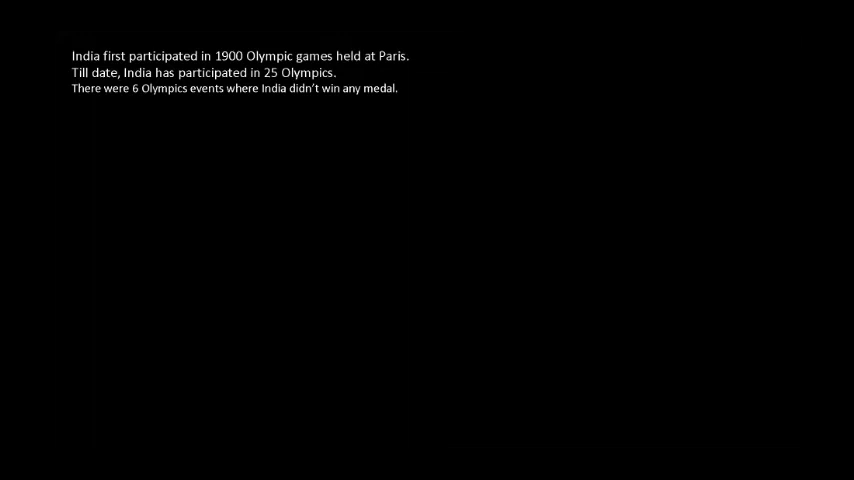 India first participated in 1900 Olympic games held at Paris.
Till date, India has participated in 25 Olympics.
There were 6 Olympics events where India didn’t win any medal.